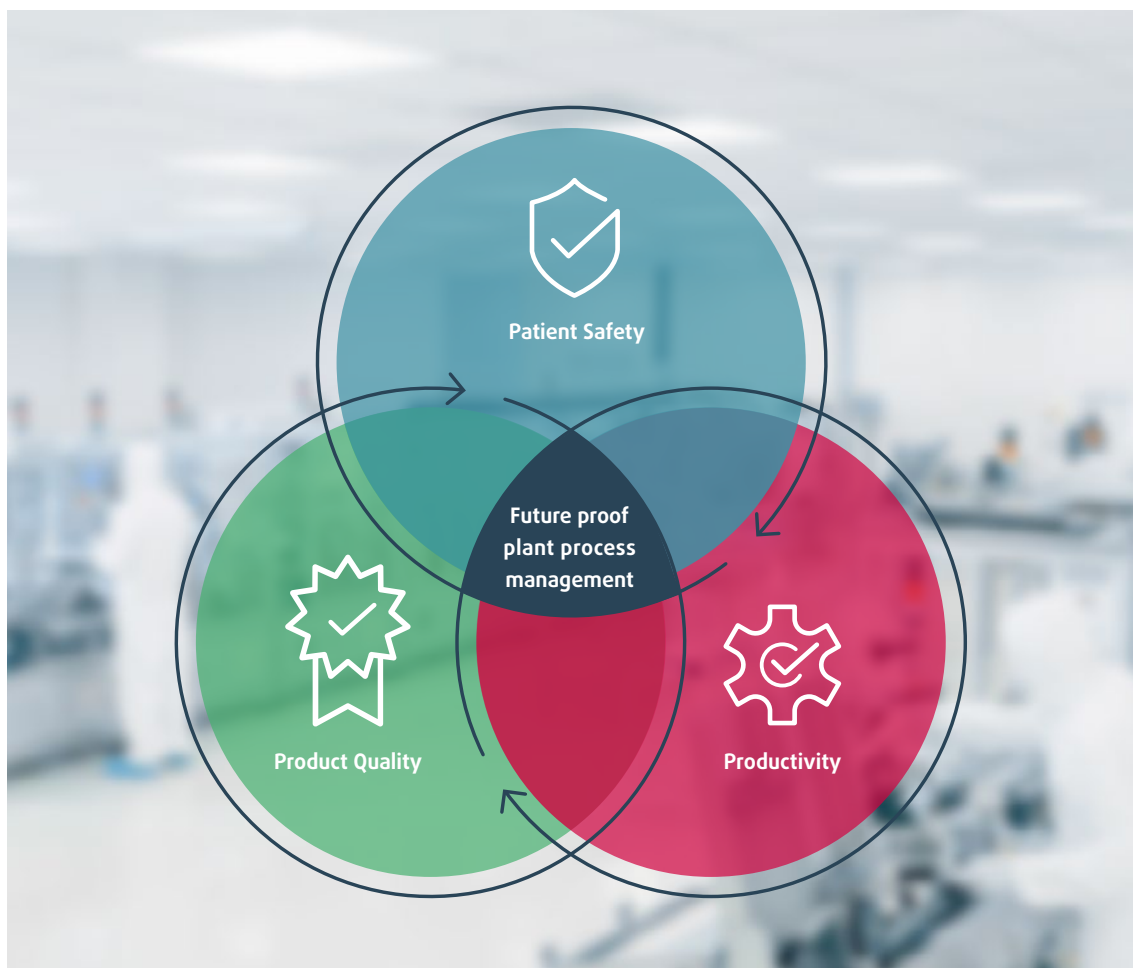 Patient Safety
Future proof
plant process
management
Product Quality
Productivity